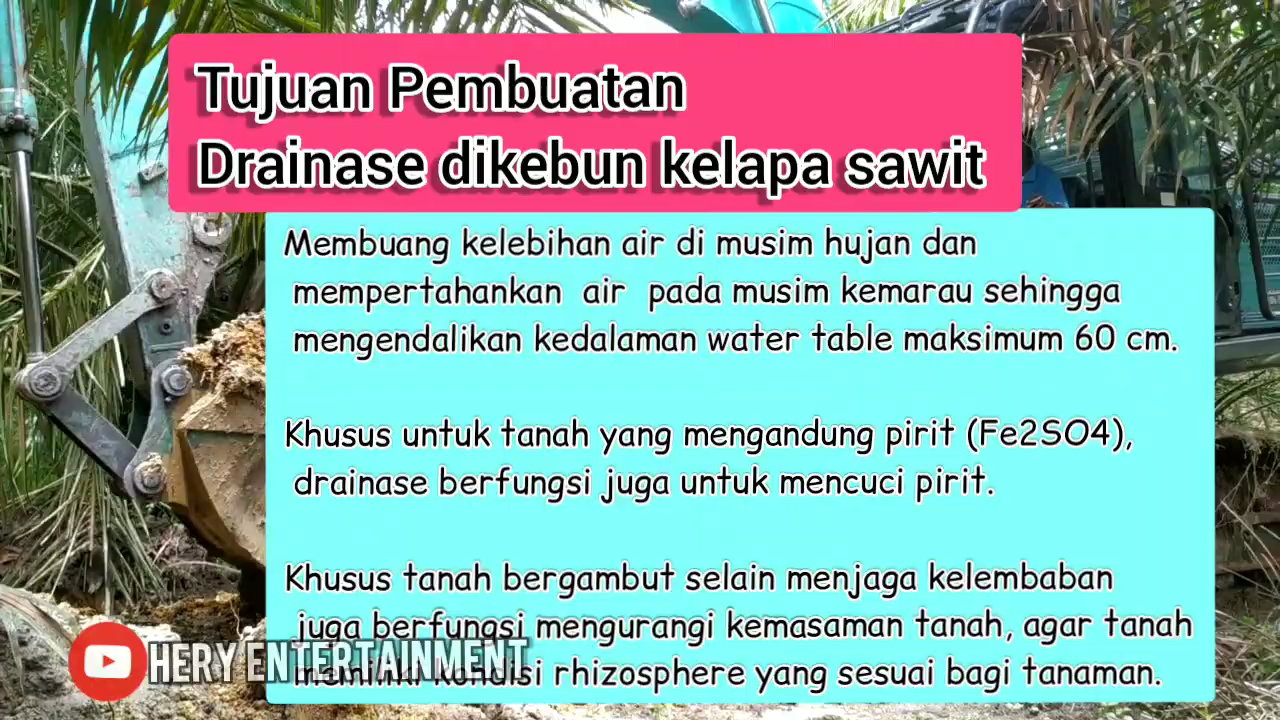 Tujuan Pembuatan
Drainase dikebun kelapa sawit
Membuang kelebihan air di musim hujan dan
mempertahankan air pada musim kemarau sehingga
mengendalikan kedalaman water table maksimum 60 cm.
Khusus untuk tanah yang mengandung pirit (Fe2SO4),
drainase berfungsi juga untuk mencuci pirit.
Khusus tanah bergambut selain menjaga kelembaban
juga berfungsi mengurangi kemasaman tanah, agar tanah
memiliki kondisi rhizosphere yang sesuai bagi tanaman.
HERY ENTERTAINMENT